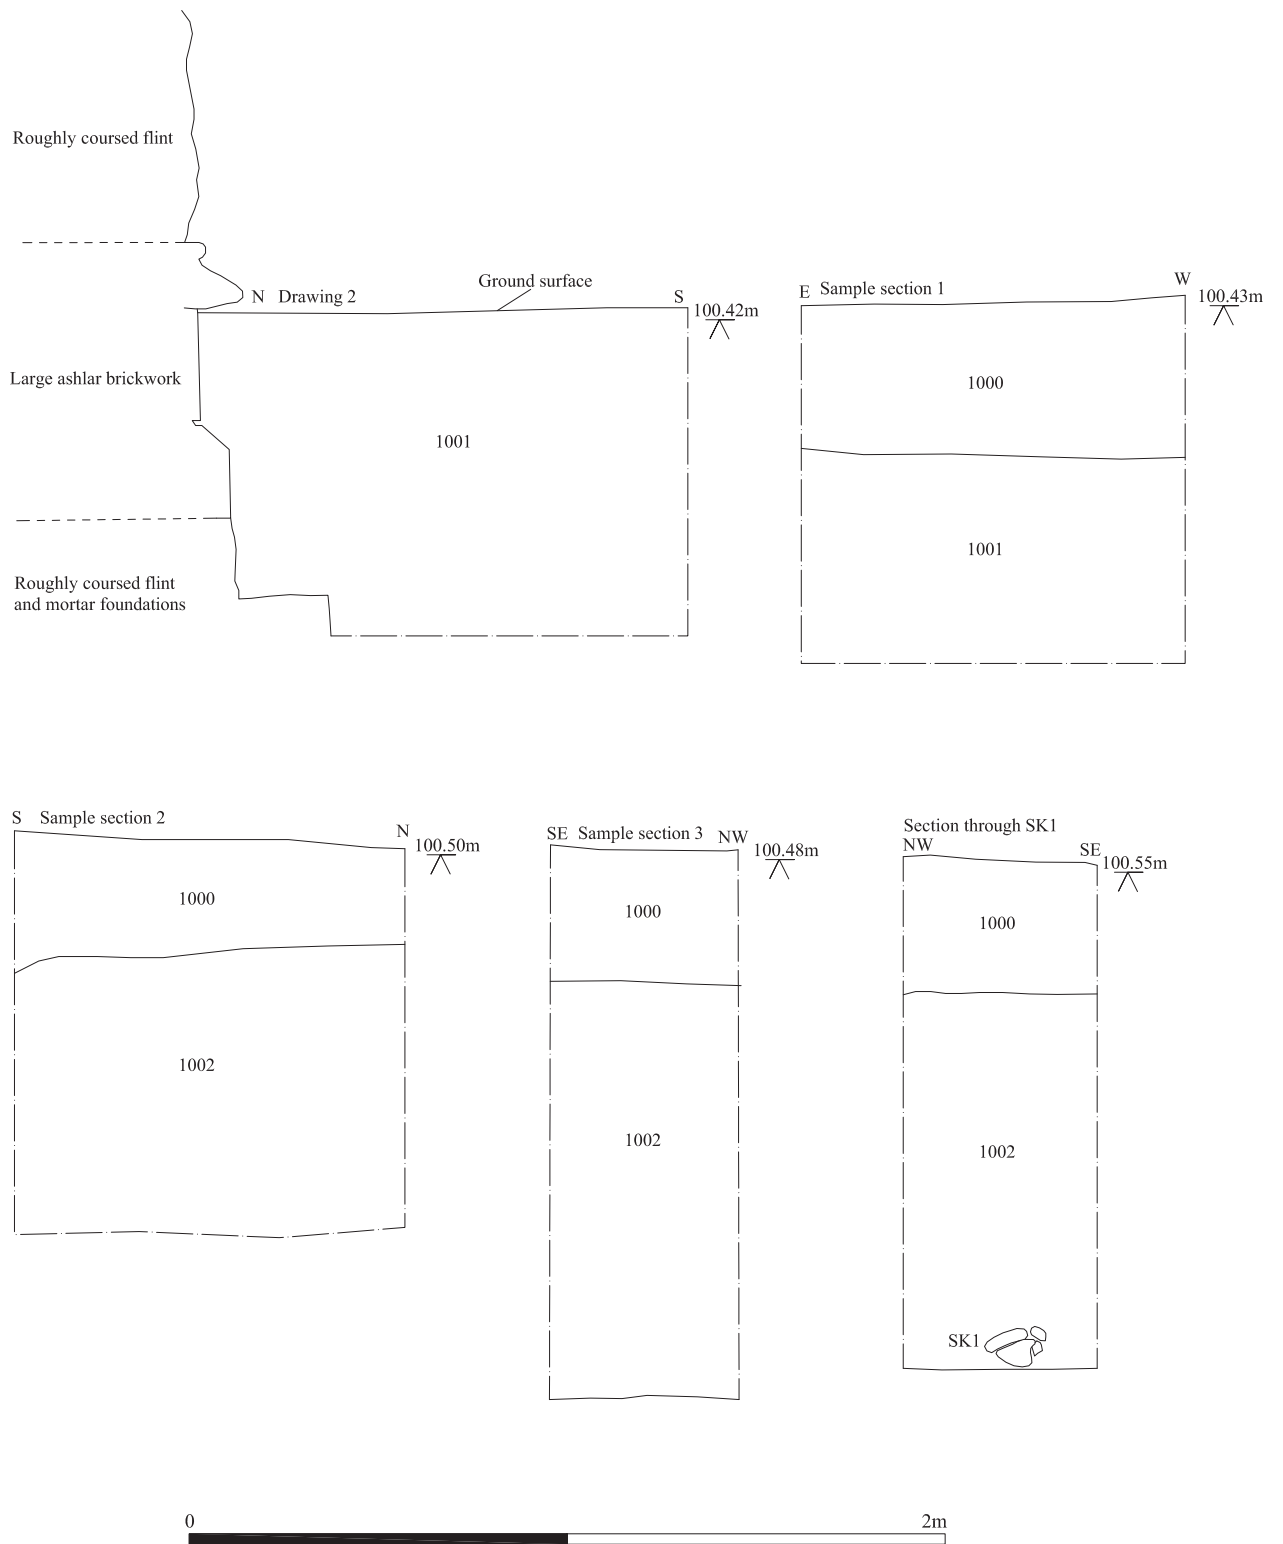 Roughly coursed flint
N Drawing 2
Ground surface
S
100.42m
Large ashlar brickwork
1001
Roughly coursed flint
and mortar foundations
E Sample section 1
W
100.43m
1000
1001
S Sample section 2
N
100.50m
1000
1002
SE Sample section 3 NW
100.48m
1000
1002
Section through SK1
NW
SE
100.55m
1000
1002
SK1
0
2m